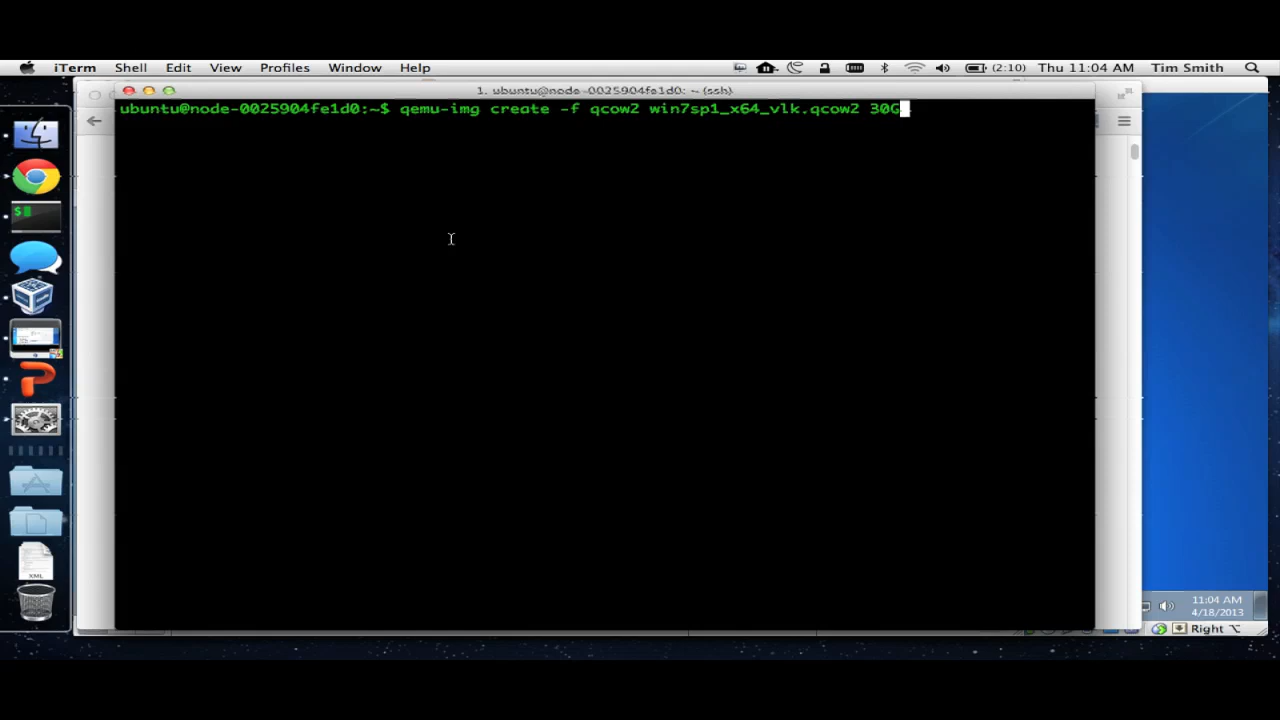 iTerm Shell Edit View Profiles Window Help (2:10) Thu 11:04 AM Tim Smith
1. ubuntu@node-0025904fe1d0: ~ (ssh)
ubuntu@node-0025904fe1d0:~$ qemu-img create -f qcow2 win7sp1_x64_vlk.qcow2 30G
$
XML
11:04 AM
4/18/2013
Right ⌥